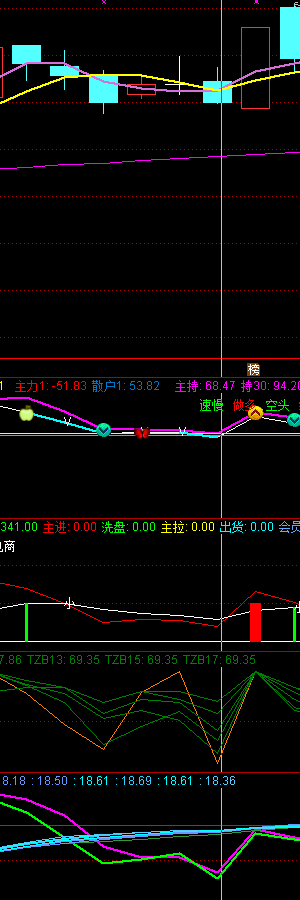 榜
主力1: -51.83 散户1: 53.82 主持: 68.47 持30: 94.20
速慢 做多 空头
341.00 主进: 0.00 洗盘: 0.00 主拉: 0.00 出货: 0.00 会员
电商
小
7.86 TZB13: 69.35 TZB15: 69.35 TZB17: 69.35
8.18 :18.50 :18.61 :18.69 :18.61 :18.36